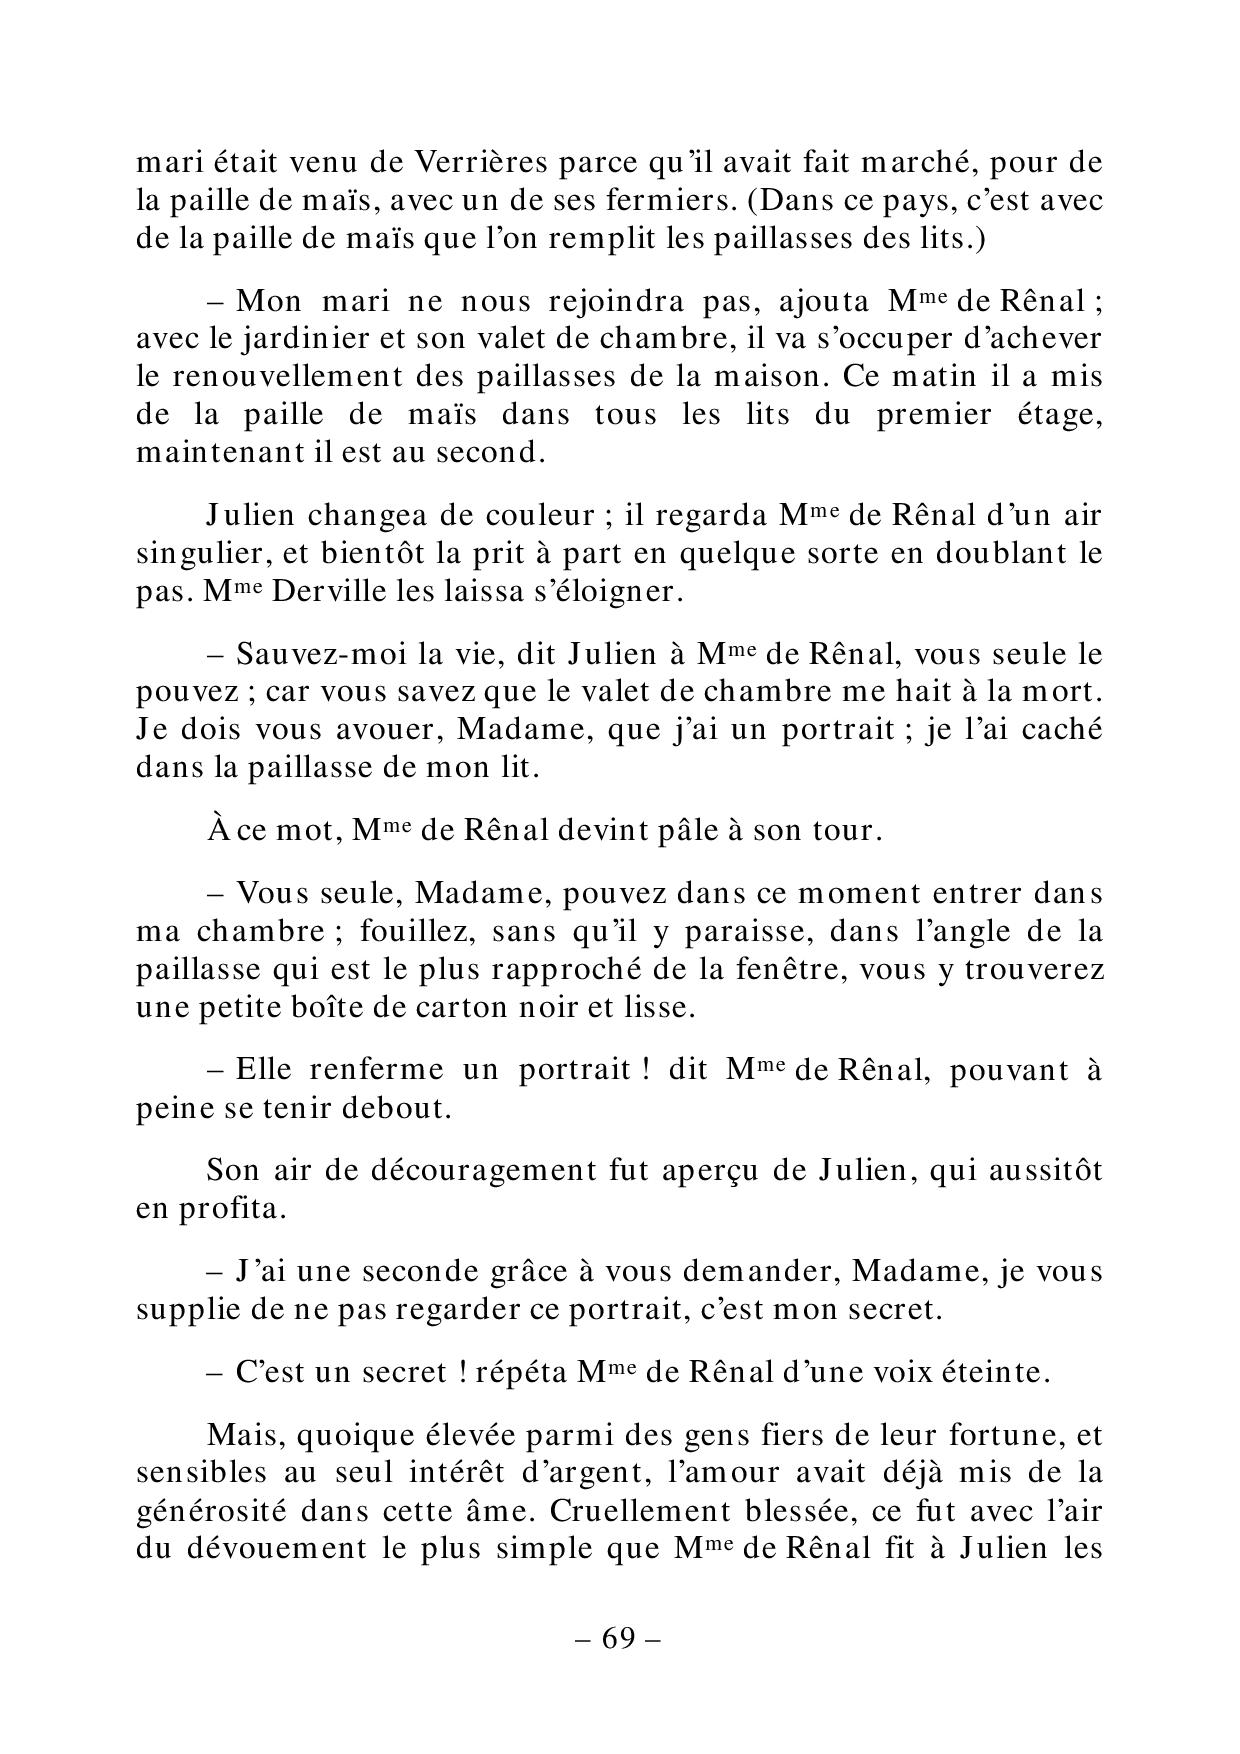 mari était venu de Verrières parce qu’il avait fait marché, pour de
la paille de maïs, avec un de ses fermiers. (Dans ce pays, c’est avec
de la paille de maïs que l’on remplit les paillasses des lits.)
– Mon mari ne nous rejoindra pas, ajouta Mme de Rênal ;
avec le jardinier et son valet de chambre, il va s’occuper d’achever
le renouvellement des paillasses de la maison. Ce matin il a mis
de la paille de maïs dans tous les lits du premier étage,
maintenant il est au second.
Julien changea de couleur ; il regarda Mme de Rênal d’un air
singulier, et bientôt la prit à part en quelque sorte en doublant le
pas. Mme Derville les laissa s’éloigner.
– Sauvez-moi la vie, dit Julien à Mme de Rênal, vous seule le
pouvez ; car vous savez que le valet de chambre me hait à la mort.
Je dois vous avouer, Madame, que j’ai un portrait ; je l’ai caché
dans la paillasse de mon lit.
À ce mot, Mme de Rênal devint pâle à son tour.
– Vous seule, Madame, pouvez dans ce moment entrer dans
ma chambre ; fouillez, sans qu’il y paraisse, dans l’angle de la
paillasse qui est le plus rapproché de la fenêtre, vous y trouverez
une petite boîte de carton noir et lisse.
– Elle renferme un portrait ! dit Mme de Rênal, pouvant à
peine se tenir debout.
Son air de découragement fut aperçu de Julien, qui aussitôt
en profita.
– J’ai une seconde grâce à vous demander, Madame, je vous
supplie de ne pas regarder ce portrait, c’est mon secret.
– C’est un secret ! répéta Mme de Rênal d’une voix éteinte.
Mais, quoique élevée parmi des gens fiers de leur fortune, et
sensibles au seul intérêt d’argent, l’amour avait déjà mis de la
générosité dans cette âme. Cruellement blessée, ce fut avec l’air
du dévouement le plus simple que Mme de Rênal fit à Julien les
– 69 –